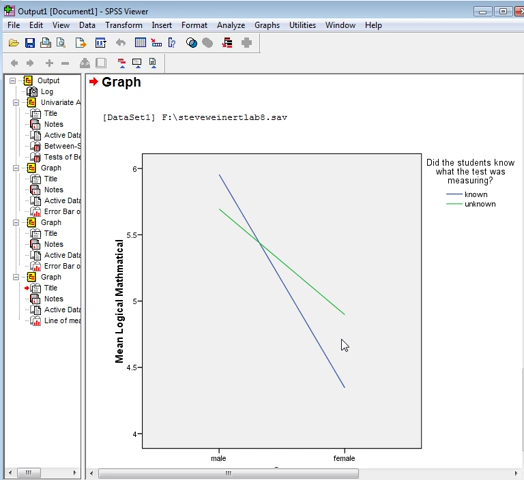 Output1 [Document1] - SPSS Viewer
File Edit View Data Transform Insert Format Analyze Graphs Utilities Window Help
Output
Log
Univariate A
Title
Notes
Active Data
Between-S
Tests of Be
Graph
Title
Notes
Active Data
Error Bar o
Graph
Title
Notes
Active Data
Error Bar o
Graph
Title
Notes
Active Data
Line of mea
Graph
[DataSet1] F:\steveweinertlab8.sav
Did the students know
what the test was
measuring?
known
unknown
Mean Logical Mathmatical
6
5.5
5
4.5
4
male female